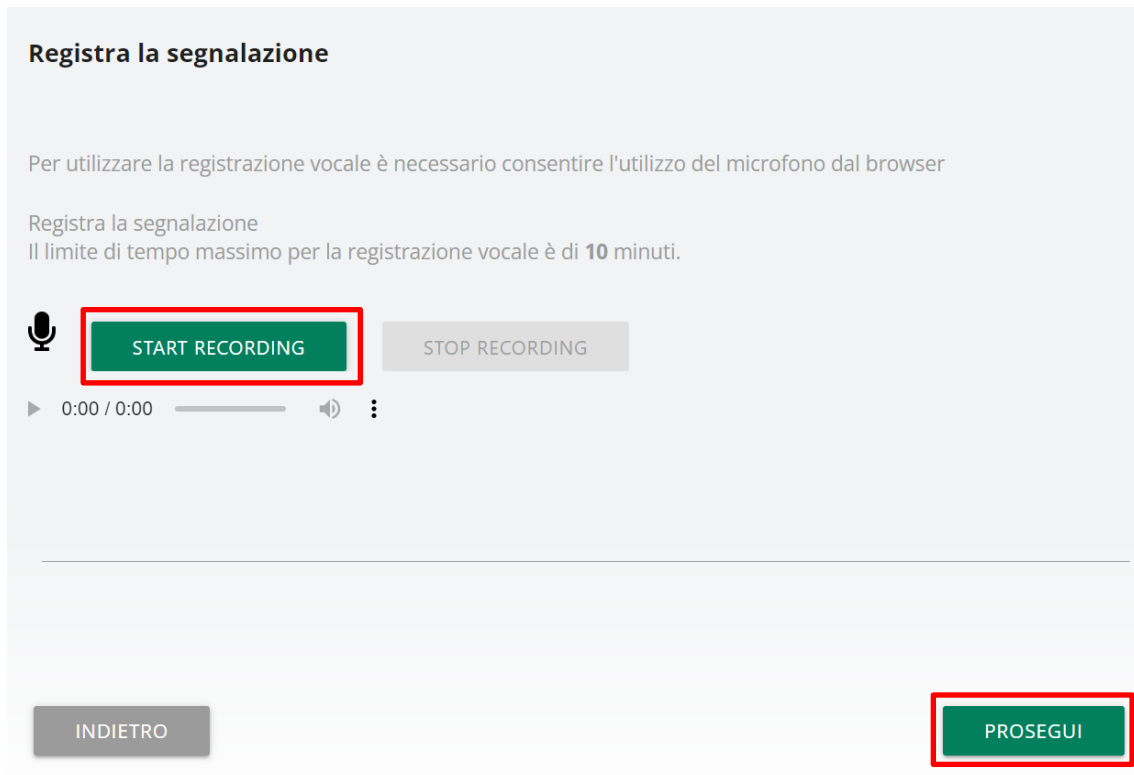 Registra la segnalazione
Per utilizzare la registrazione vocale è necessario consentire l'utilizzo del microfono dal browser
Registra la segnalazione
Il limite di tempo massimo per la registrazione vocale è di 10 minuti.
START RECORDING
STOP RECORDING
0:00 / 0:00
INDIETRO
PROSEGUI